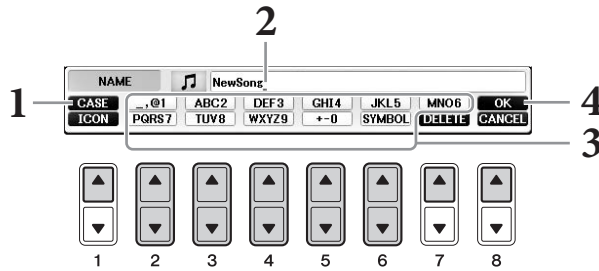 2
NAME NewSong_
1 CASE _,@1 ABC2 DEF3 GHI4 JKL5 MNO6 OK 4
ICON PQRS7 TUV8 WXYZ9 +-0 SYMBOL DELETE CANCEL
3
1 2 3 4 5 6 7 8